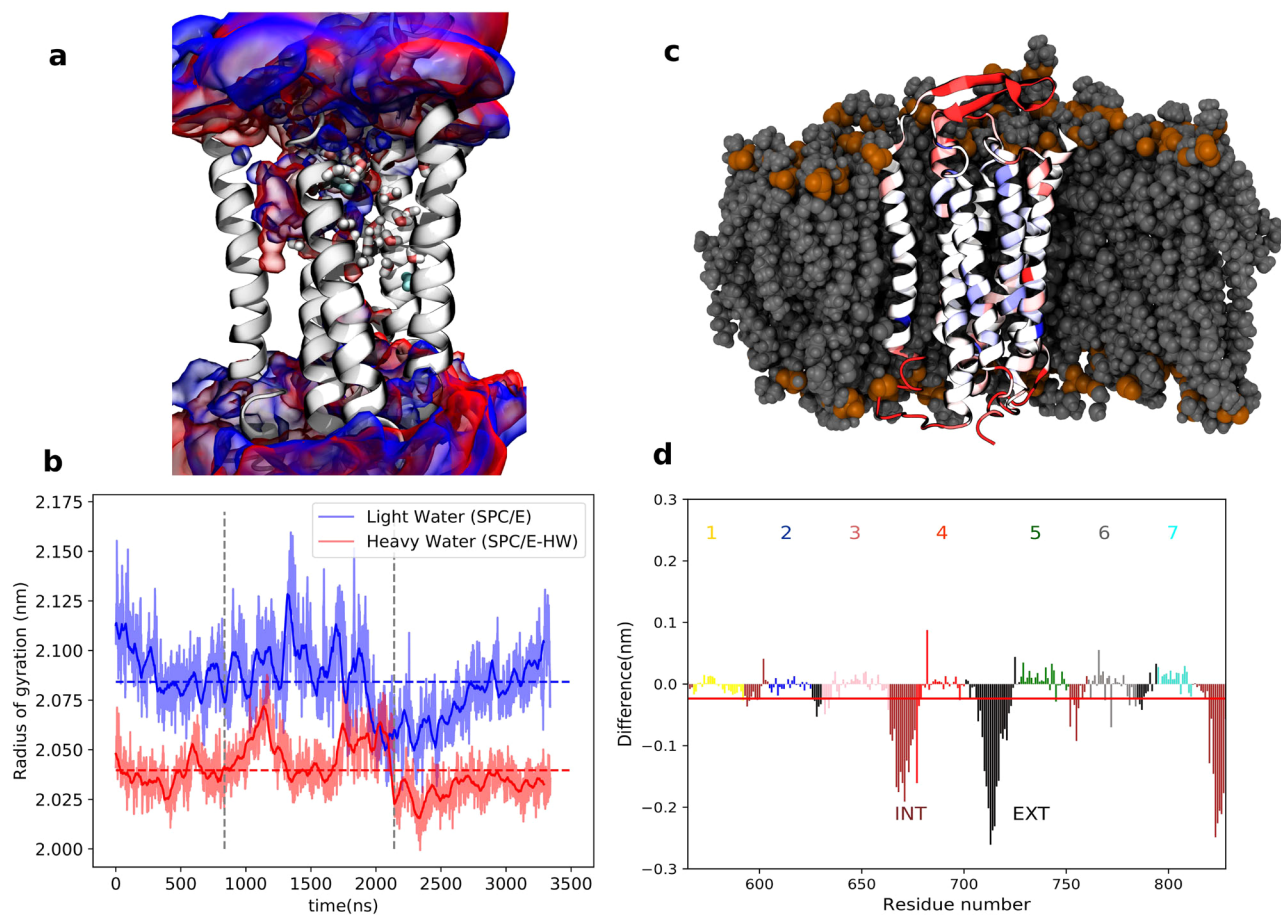 a
c
b
2.175
2.150
2.125
2.100
2.075
2.050
2.025
2.000
Radius of gyration (nm)
Light Water (SPC/E)
Heavy Water (SPC/E-HW)
0
500
1000
1500
2000
2500
3000
3500
time(ns)
d
0.3
0.2
0.1
0.0
−0.1
−0.2
−0.3
Difference(nm)
1 2 3 4 5 6 7
INT
EXT
600
650
700
750
800
Residue number